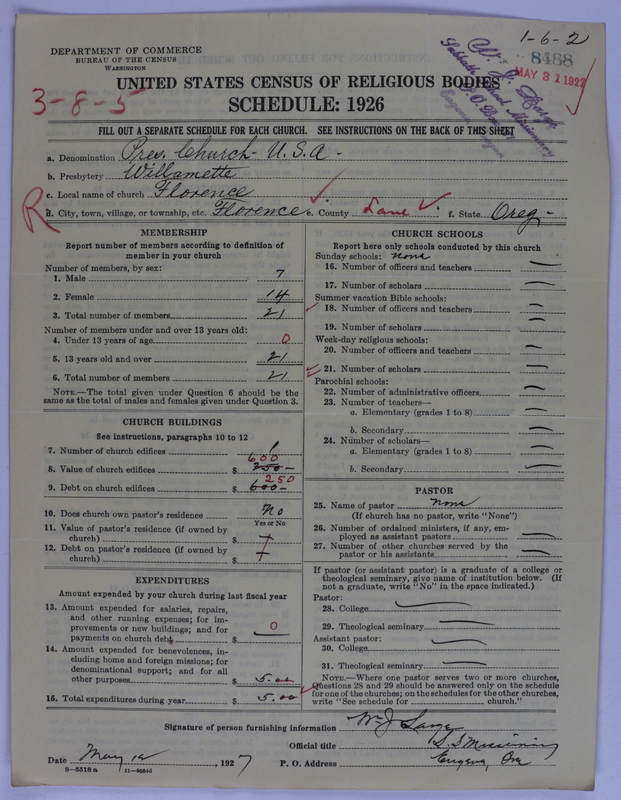 1-6-2
DEPARTMENT OF COMMERCE
BUREAU OF THE CENSUS
WASHINGTON
8488
MAY 31 1927
Wm J. Large
Sabbath School Missionary
Eugene, Oregon
3-8-5
UNITED STATES CENSUS OF RELIGIOUS BODIES
SCHEDULE: 1926
FILL OUT A SEPARATE SCHEDULE FOR EACH CHURCH. SEE INSTRUCTIONS ON THE BACK OF THIS SHEET
a. Denomination Pres. Church - U.S.A -
b. Presbytery Willamette
c. Local name of church Florence
R
d. City, town, village, or township, etc. Florence e. County Lane f. State Oreg-
MEMBERSHIP
Report number of members according to definition of
member in your church
Number of members, by sex:
1. Male 7
2. Female 14
3. Total number of members 21
Number of members under and over 13 years old:
4. Under 13 years of age 0
5. 13 years old and over 21
6. Total number of members 21
NOTE.—The total given under Question 6 should be the
same as the total of males and females given under Question 3.
CHURCH BUILDINGS
See instructions, paragraphs 10 to 12
7. Number of church edifices 1
600
8. Value of church edifices $ 250-
250
9. Debt on church edifices $ 600-
10. Does church own pastor's residence No
Yes or No
11. Value of pastor's residence (if owned by
church) $
12. Debt on pastor's residence (if owned by
church) $
EXPENDITURES
Amount expended by your church during last fiscal year
13. Amount expended for salaries, repairs,
and other running expenses; for im-
provements or new buildings; and for
payments on church debt $ 0
14. Amount expended for benevolences, in-
cluding home and foreign missions; for
denominational support; and for all
other purposes $ 5.00
15. Total expenditures during year $ 5.00
CHURCH SCHOOLS
Report here only schools conducted by this church
Sunday schools: None
16. Number of officers and teachers —
17. Number of scholars —
Summer vacation Bible schools:
18. Number of officers and teachers —
19. Number of scholars —
Week-day religious schools:
20. Number of officers and teachers —
21. Number of scholars —
Parochial schools:
22. Number of administrative officers —
23. Number of teachers—
a. Elementary (grades 1 to 8) —
b. Secondary —
24. Number of scholars—
a. Elementary (grades 1 to 8) —
b. Secondary —
PASTOR
25. Name of pastor None
(If church has no pastor, write "None")
26. Number of ordained ministers, if any, em-
ployed as assistant pastors —
27. Number of other churches served by the
pastor or his assistants —
If pastor (or assistant pastor) is a graduate of a college or
theological seminary, give name of institution below. (If
not a graduate, write "No" in the space indicated.)
Pastor:
28. College —
29. Theological seminary —
Assistant pastor:
30. College —
31. Theological seminary —
NOTE.—Where one pastor serves two or more churches,
Questions 28 and 29 should be answered only on the schedule
for one of the churches; on the schedules for the other churches,
write "See schedule for church."
Signature of person furnishing information Wm J Large
Official title S.S Missionary
Date May 18, 1927 P. O. Address Eugene, Ore
8-5518a 11-9254d